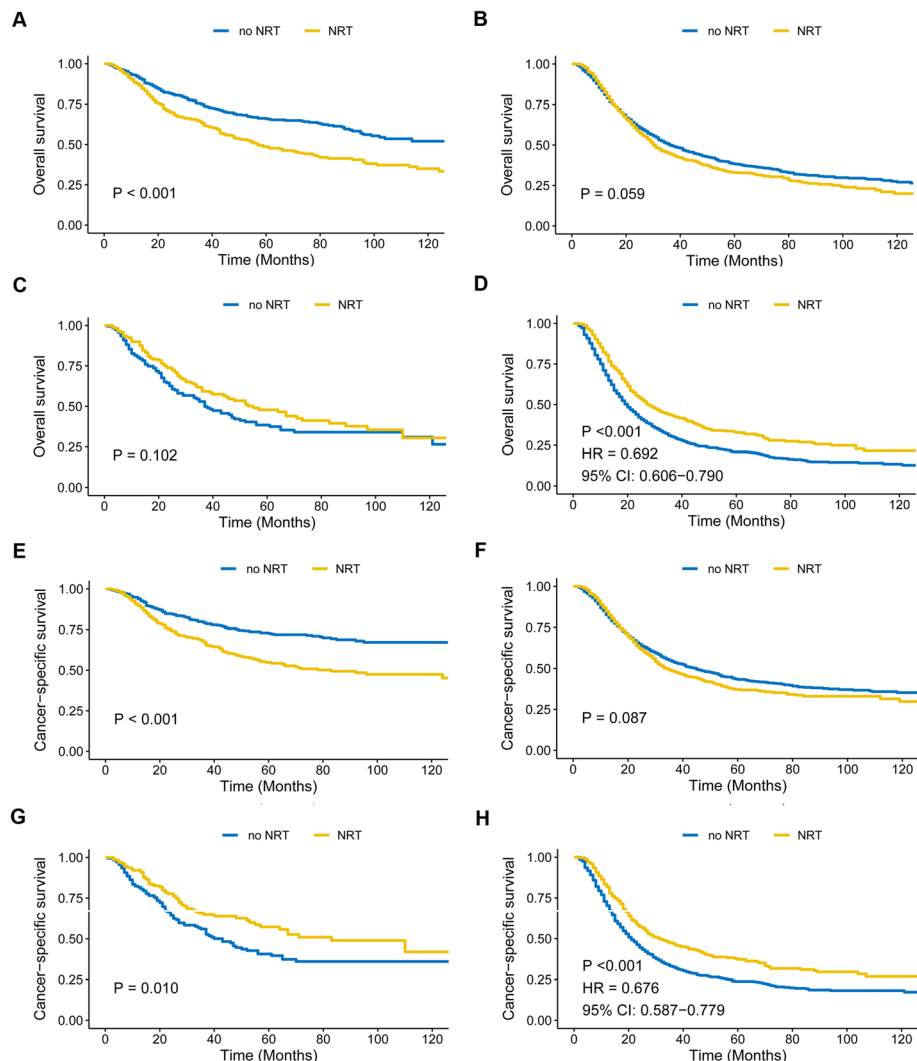 A
no NRT NRT
Overall survival
1.00
0.75
0.50
0.25
0.00
P < 0.001
0 20 40 60 80 100 120
Time (Months)
B
no NRT NRT
Overall survival
1.00
0.75
0.50
0.25
0.00
P = 0.059
0 20 40 60 80 100 120
Time (Months)
C
no NRT NRT
Overall survival
1.00
0.75
0.50
0.25
0.00
P = 0.102
0 20 40 60 80 100 120
Time (Months)
D
no NRT NRT
Overall survival
1.00
0.75
0.50
0.25
0.00
P <0.001
HR = 0.692
95% CI: 0.606−0.790
0 20 40 60 80 100 120
Time (Months)
E
no NRT NRT
Cancer−specific survival
1.00
0.75
0.50
0.25
0.00
P < 0.001
0 20 40 60 80 100 120
Time (Months)
F
no NRT NRT
Cancer−specific survival
1.00
0.75
0.50
0.25
0.00
P = 0.087
0 20 40 60 80 100 120
Time (Months)
G
no NRT NRT
Cancer−specific survival
1.00
0.75
0.50
0.25
0.00
P = 0.010
0 20 40 60 80 100 120
Time (Months)
H
no NRT NRT
Cancer−specific survival
1.00
0.75
0.50
0.25
0.00
P <0.001
HR = 0.676
95% CI: 0.587−0.779
0 20 40 60 80 100 120
Time (Months)